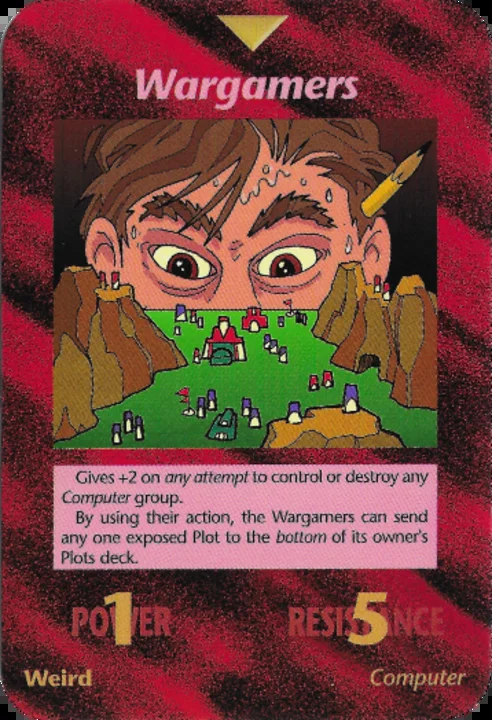 Wargamers
Gives +2 on any attempt to control or destroy any
Computer group.
By using their action, the Wargamers can send
any one exposed Plot to the bottom of its owner's
Plots deck.
POWER 1 RESISTANCE 5
Weird Computer